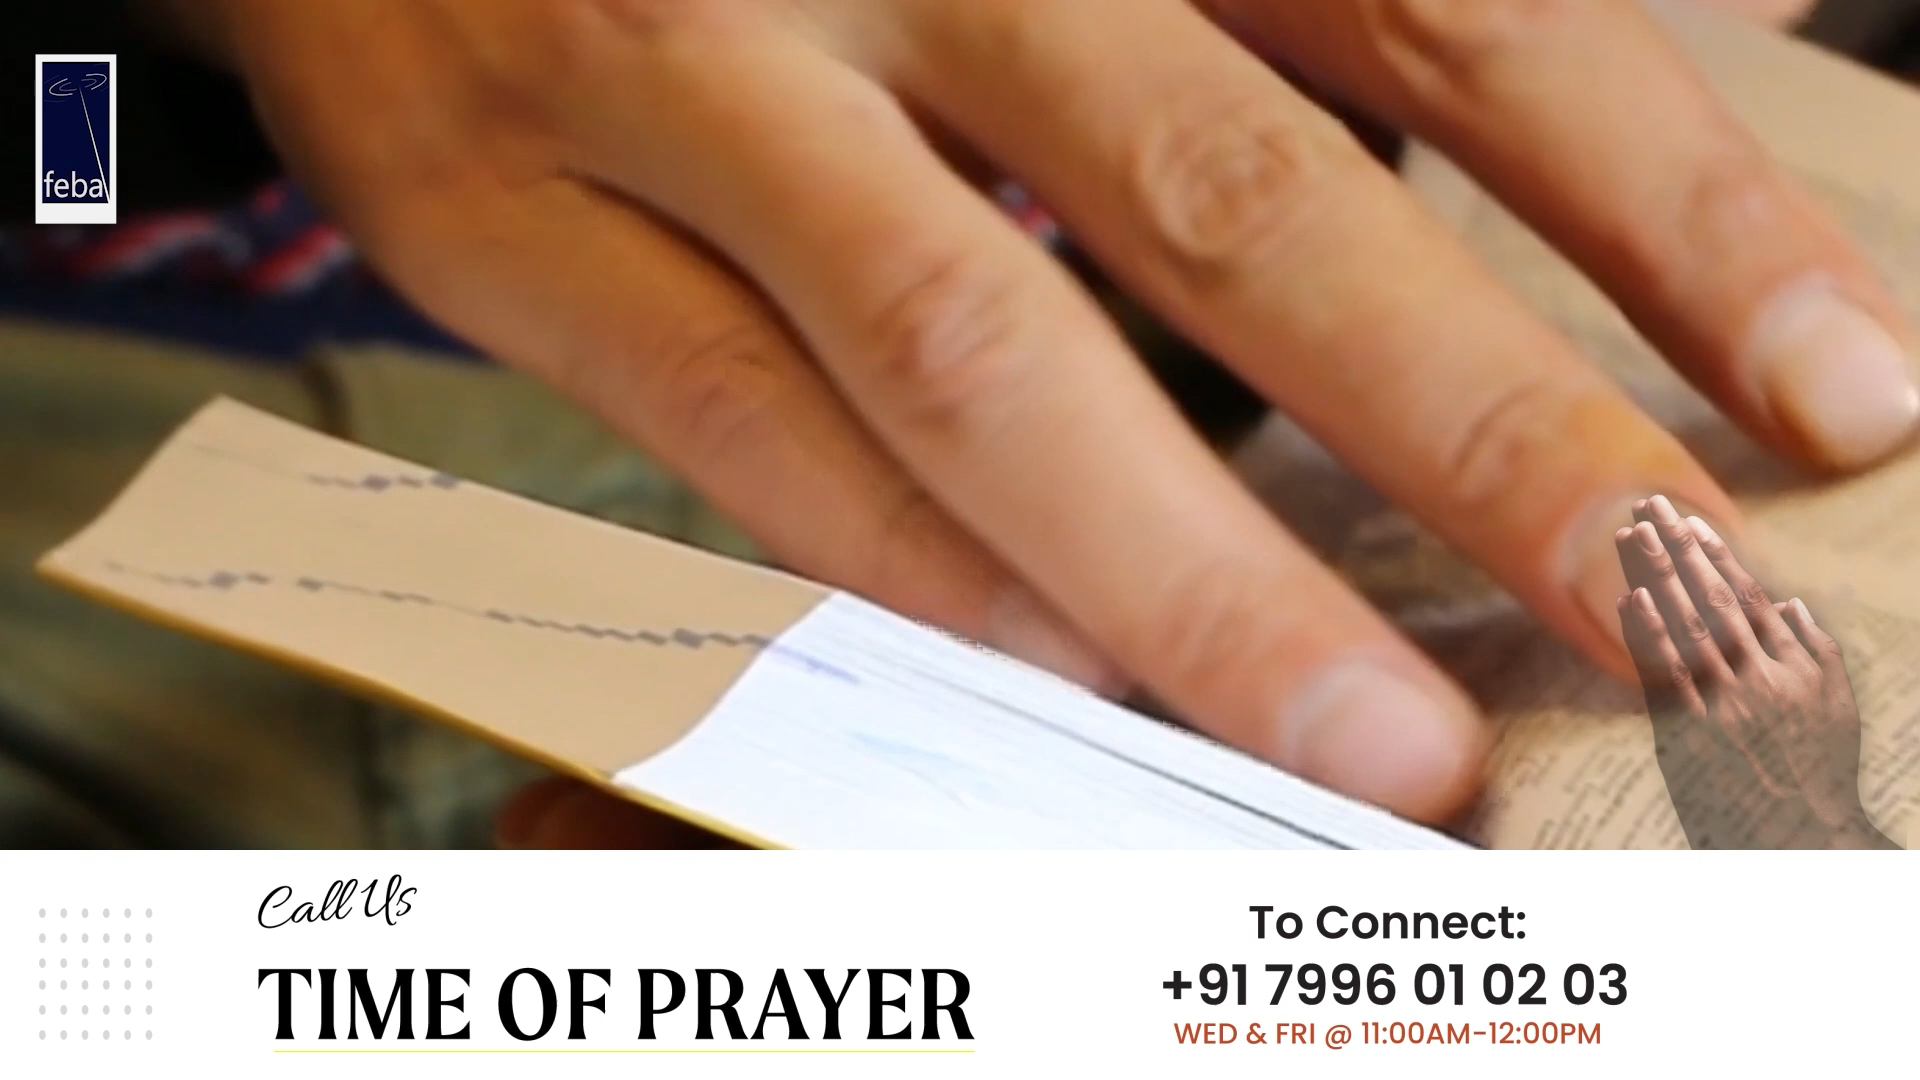 feba
Call Us
TIME OF PRAYER
To Connect:
+91 7996 01 02 03
WED & FRI @ 11:00AM-12:00PM